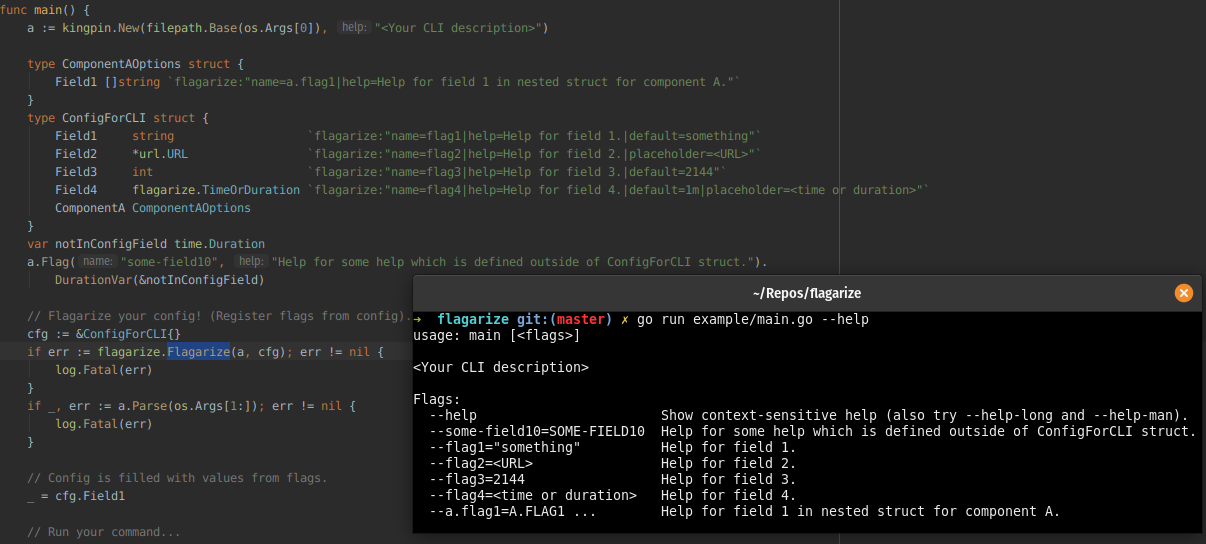 func main() {
    a := kingpin.New(filepath.Base(os.Args[0]), help: "<Your CLI description>")
    type ComponentAOptions struct {
        Field1 []string `flagarize:"name=a.flag1|help=Help for field 1 in nested struct for component A."`
    }
    type ConfigForCLI struct {
        Field1     string                  `flagarize:"name=flag1|help=Help for field 1.|default=something"`
        Field2     *url.URL                `flagarize:"name=flag2|help=Help for field 2.|placeholder=<URL>"`
        Field3     int                     `flagarize:"name=flag3|help=Help for field 3.|default=2144"`
        Field4     flagarize.TimeOrDuration `flagarize:"name=flag4|help=Help for field 4.|default=1m|placeholder=<time or duration>"`
        ComponentA ComponentAOptions
    }
    var notInConfigField time.Duration
    a.Flag( name: "some-field10", help: "Help for some help which is defined outside of ConfigForCLI struct.").
        DurationVar(&notInConfigField)
    // Flagarize your config! (Register flags from config).
    cfg := &ConfigForCLI{}
    if err := flagarize.Flagarize(a, cfg); err != nil {
        log.Fatal(err)
    }
    if _, err := a.Parse(os.Args[1:]); err != nil {
        log.Fatal(err)
    }
    // Config is filled with values from flags.
    _ = cfg.Field1
    // Run your command...
~/Repos/flagarize
➜  flagarize git:(master) ✗ go run example/main.go --help
usage: main [<flags>]
<Your CLI description>
Flags:
  --help                       Show context-sensitive help (also try --help-long and --help-man).
  --some-field10=SOME-FIELD10  Help for some help which is defined outside of ConfigForCLI struct.
  --flag1="something"          Help for field 1.
  --flag2=<URL>                Help for field 2.
  --flag3=2144                 Help for field 3.
  --flag4=<time or duration>   Help for field 4.
  --a.flag1=A.FLAG1 ...        Help for field 1 in nested struct for component A.